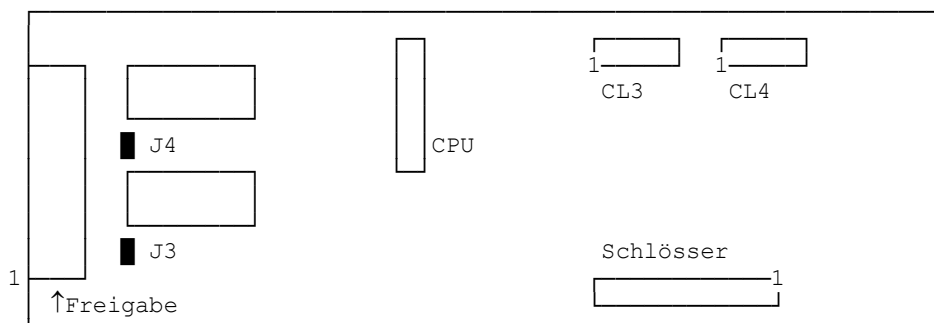 1 1
CL3 CL4
J4 CPU
J3 Schlösser
1 1
↑Freigabe